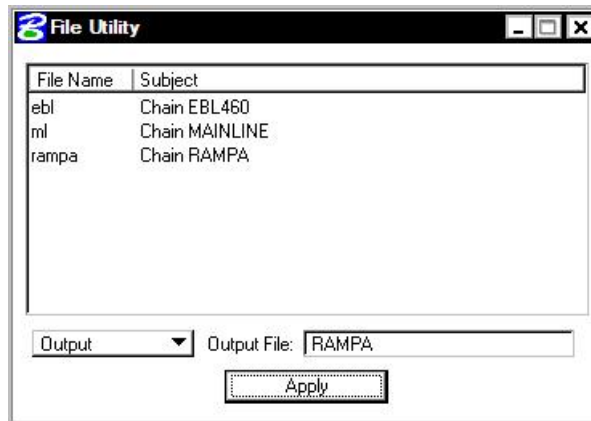 File Utility
File Name Subject
ebl Chain EBL460
ml Chain MAINLINE
rampa Chain RAMPA
Output Output File: RAMPA
Apply